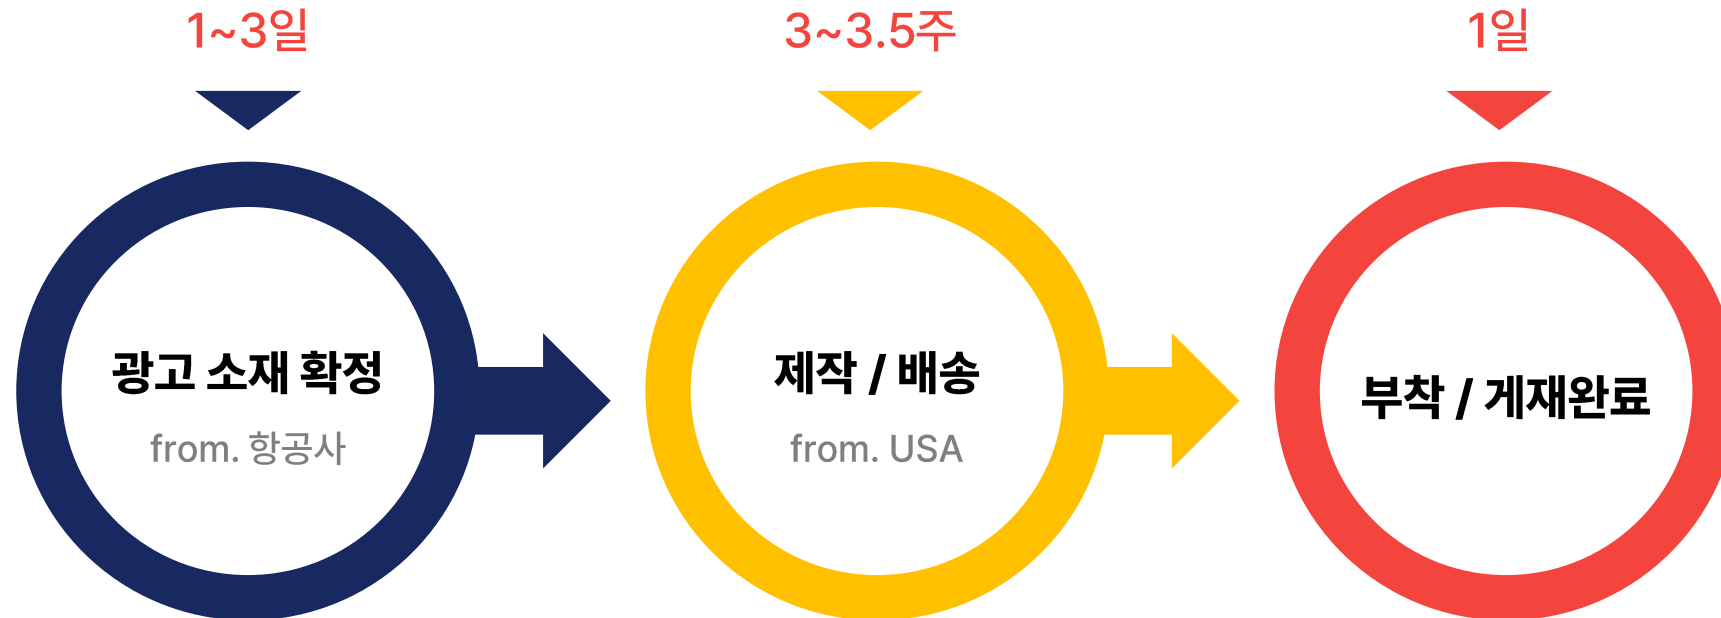 1~3일
3~3.5주
1일
광고 소재 확정
from. 항공사
제작 / 배송
from. USA
부착 / 게재완료